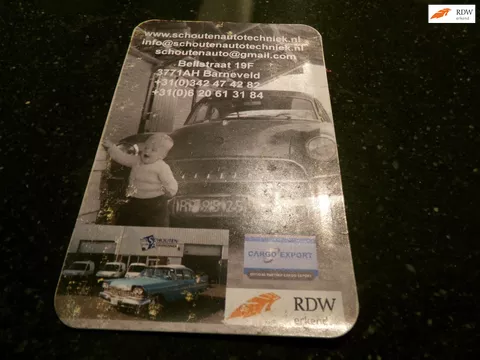 www.schoutenautotechniek.nl
info@schoutenautotechniek.nl
schoutenauto@gmail.com
Bellstraat 19F
3771AH Barneveld
+31(0)342 47 42 82
+31(0)6 20 61 31 84
SCHOUTEN
CARGO EXPORT
RDW
erkend
RDW
erkend